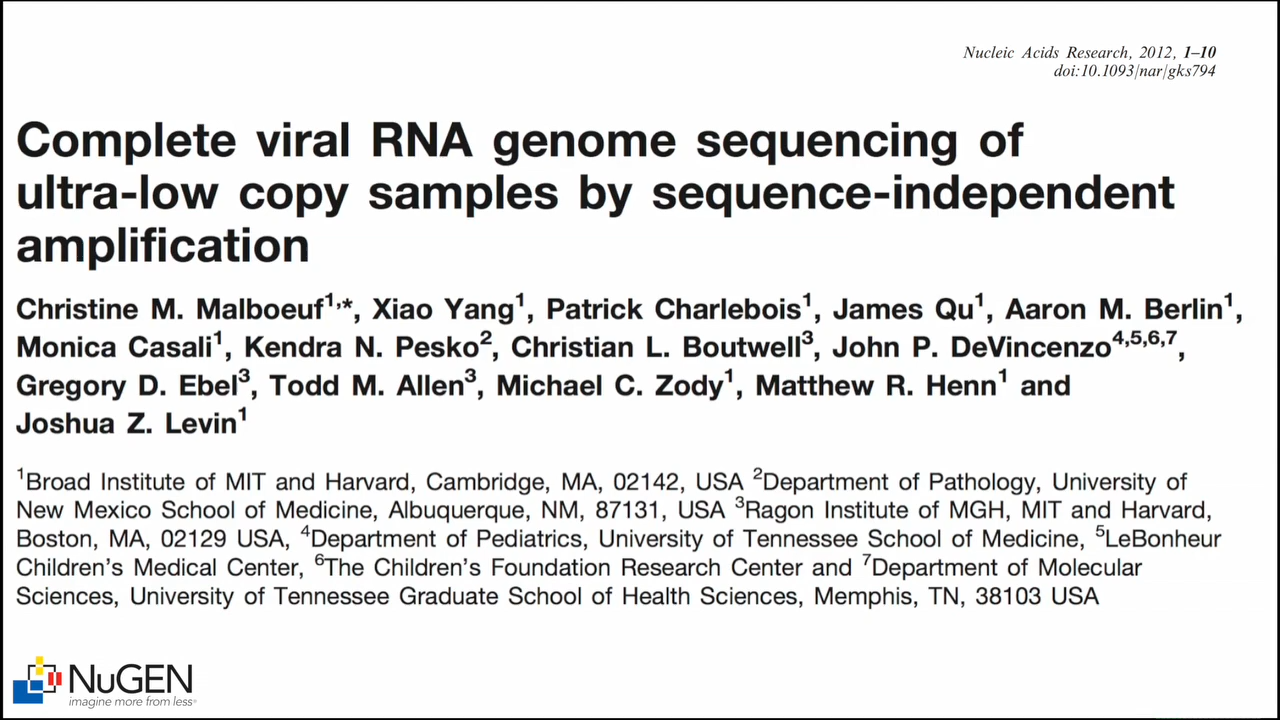 Nucleic Acids Research, 2012, 1–10
doi:10.1093/nar/gks794
Complete viral RNA genome sequencing of
ultra-low copy samples by sequence-independent
amplification
Christine M. Malboeuf1,*, Xiao Yang1, Patrick Charlebois1, James Qu1, Aaron M. Berlin1,
Monica Casali1, Kendra N. Pesko2, Christian L. Boutwell3, John P. DeVincenzo4,5,6,7,
Gregory D. Ebel3, Todd M. Allen3, Michael C. Zody1, Matthew R. Henn1 and
Joshua Z. Levin1
1Broad Institute of MIT and Harvard, Cambridge, MA, 02142, USA 2Department of Pathology, University of
New Mexico School of Medicine, Albuquerque, NM, 87131, USA 3Ragon Institute of MGH, MIT and Harvard,
Boston, MA, 02129 USA, 4Department of Pediatrics, University of Tennessee School of Medicine, 5LeBonheur
Children's Medical Center, 6The Children's Foundation Research Center and 7Department of Molecular
Sciences, University of Tennessee Graduate School of Health Sciences, Memphis, TN, 38103 USA
NuGEN
imagine more from less